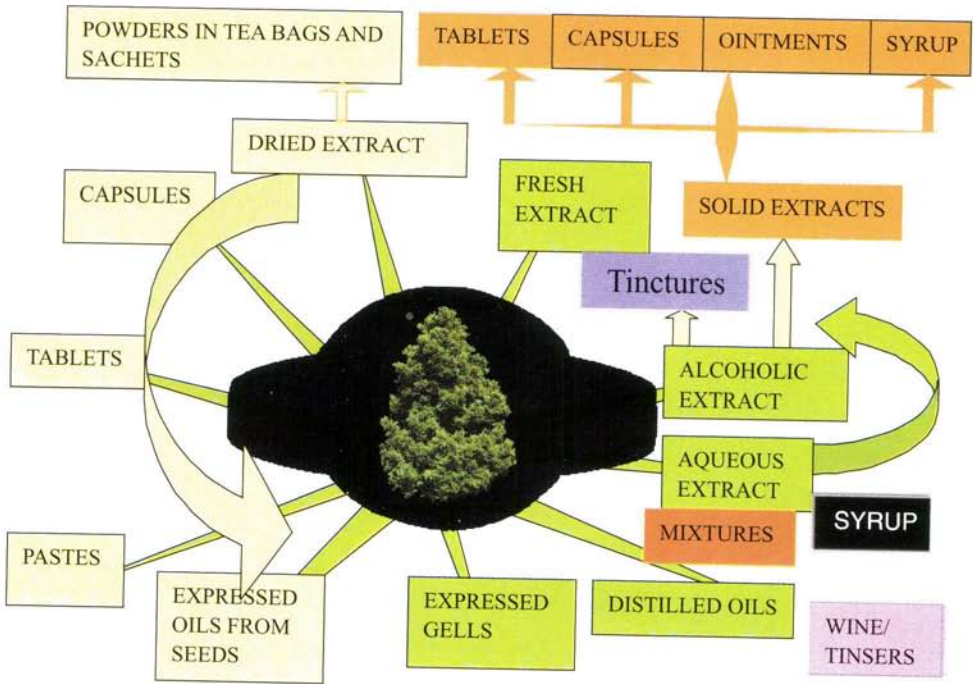 POWDERS IN TEA BAGS AND
SACHETS
TABLETS
CAPSULES
OINTMENTS
SYRUP
DRIED EXTRACT
CAPSULES
FRESH
EXTRACT
SOLID EXTRACTS
Tinctures
TABLETS
ALCOHOLIC
EXTRACT
AQUEOUS
EXTRACT
SYRUP
MIXTURES
PASTES
EXPRESSED
OILS FROM
SEEDS
EXPRESSED
GELLS
DISTILLED OILS
WINE/
TINSERS